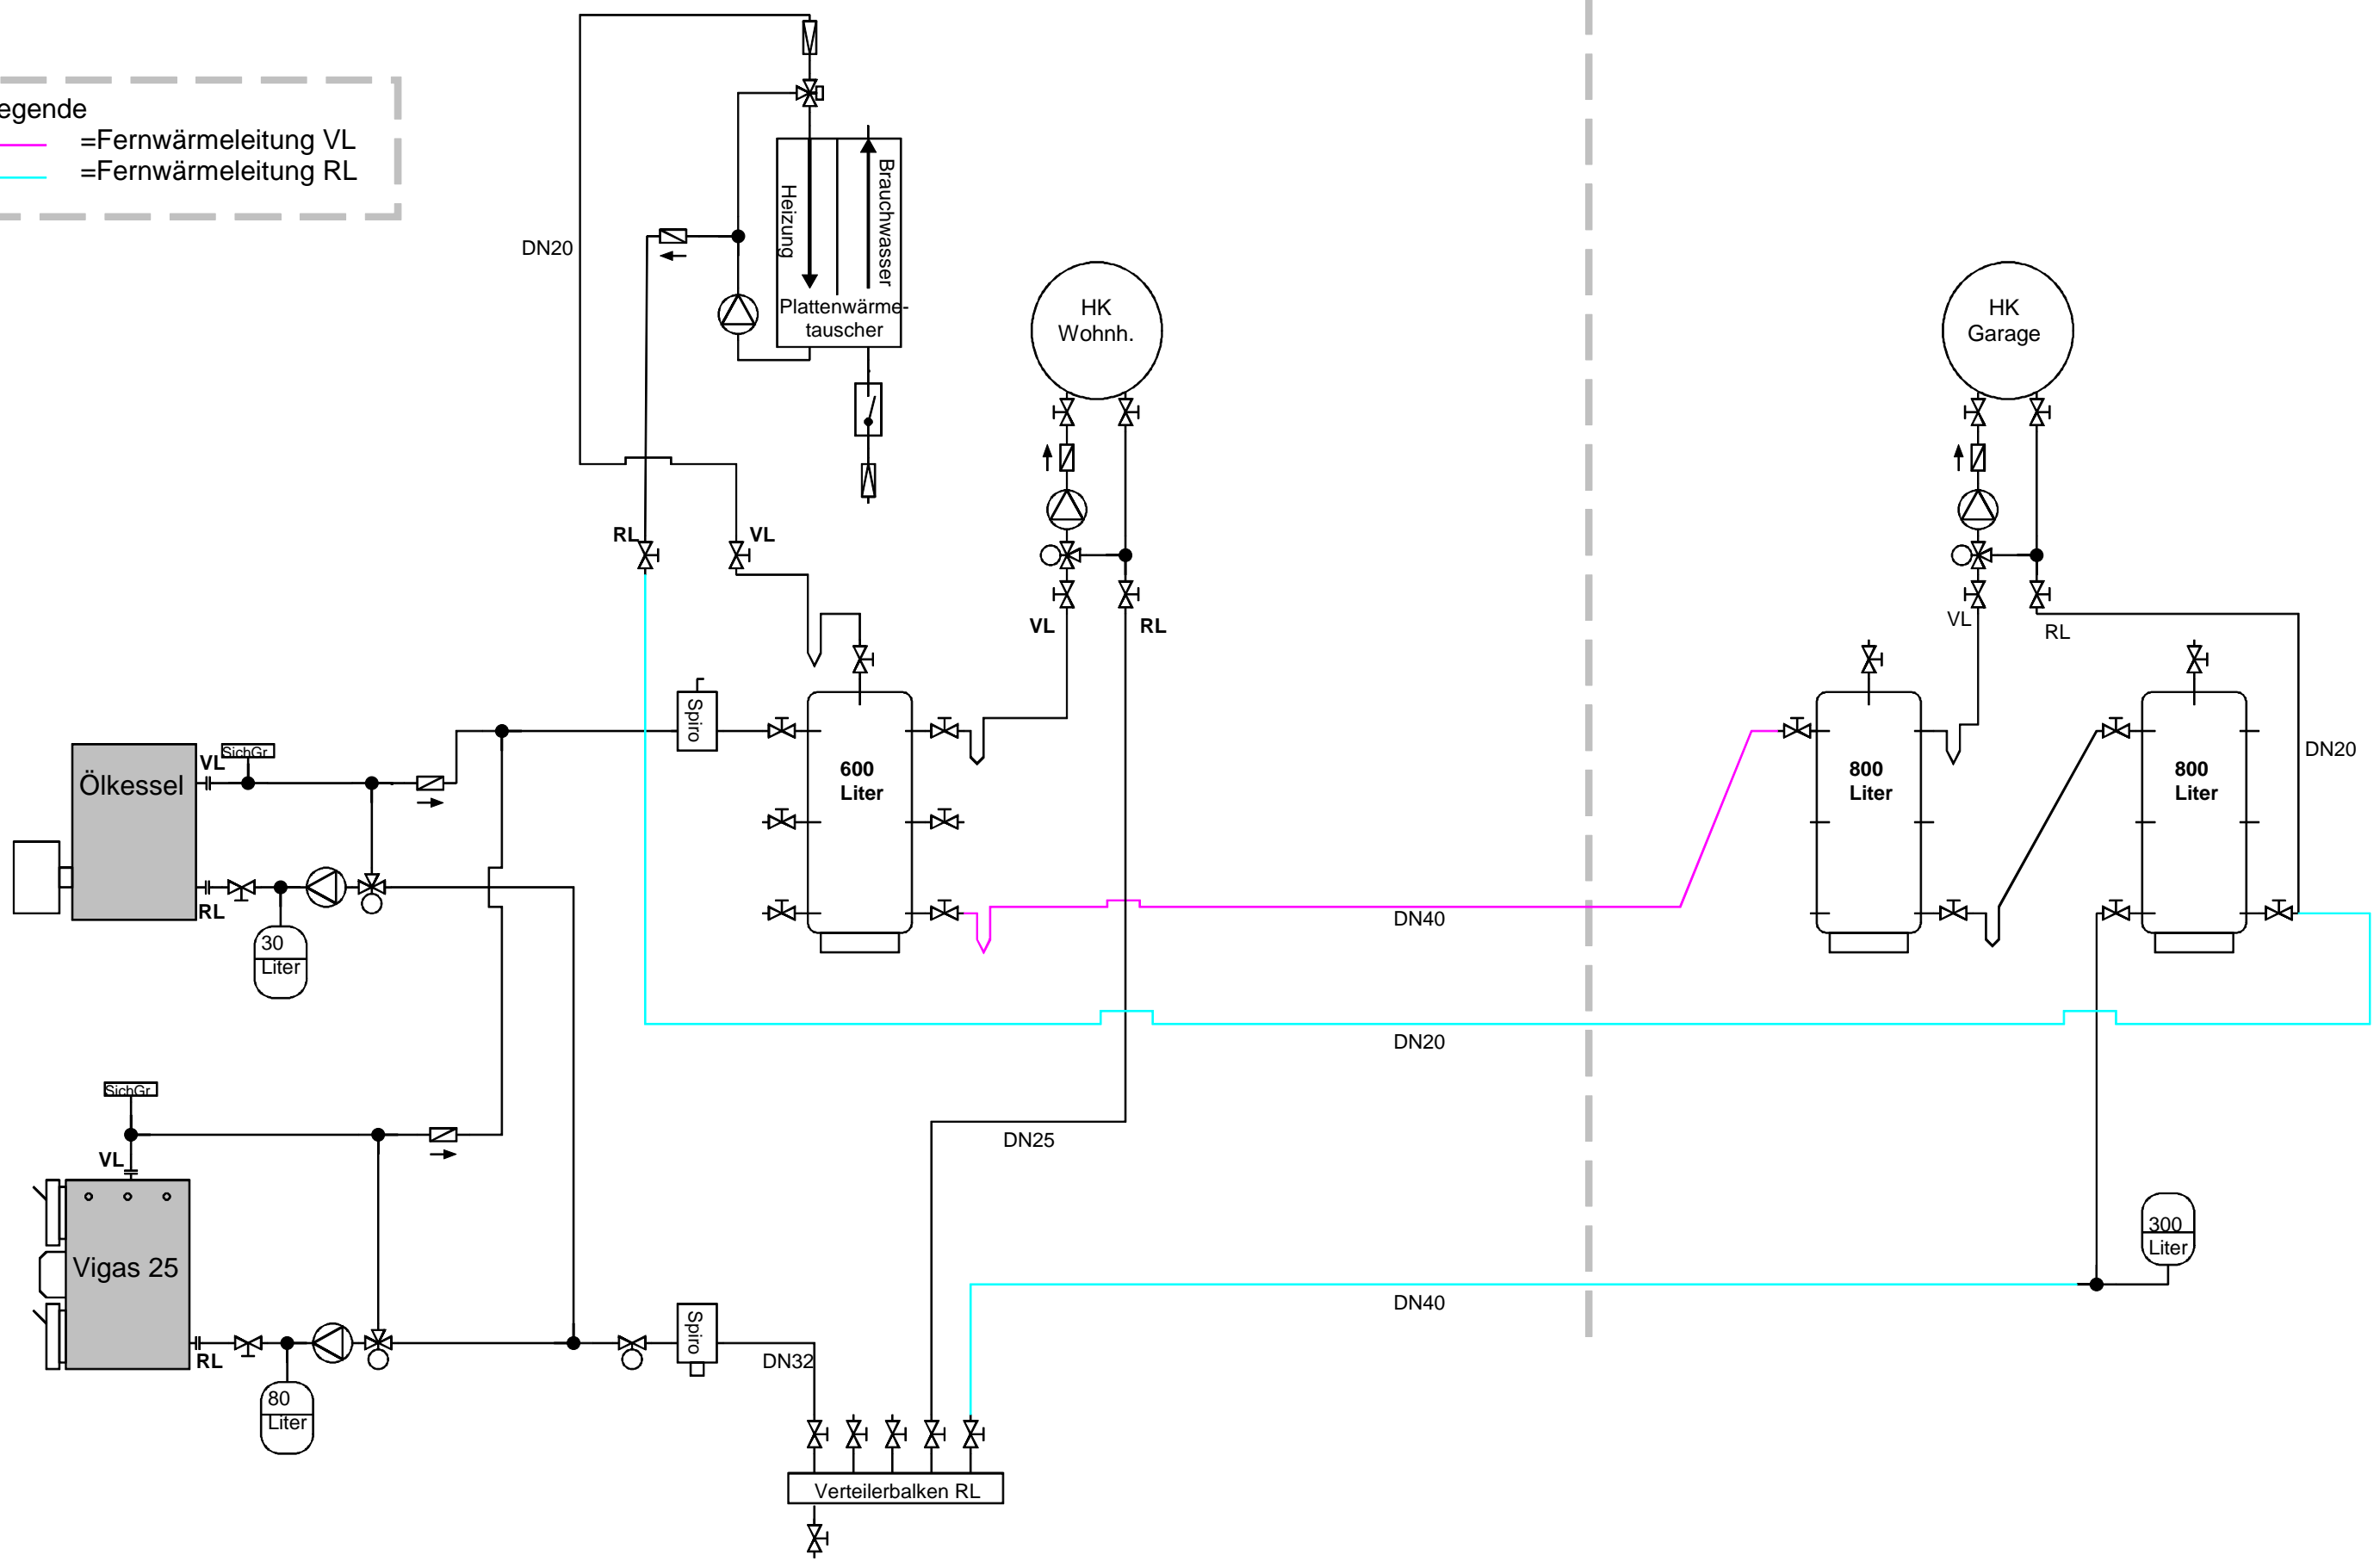 egende
=Fernwärmeleitung VL
=Fernwärmeleitung RL
DN20
Heizung
Brauchwasser
Plattenwärme-
tauscher
HK
Wohnh.
HK
Garage
RL
VL
VL
RL
VL
RL
Spiro
SichGr.
VL
Ölkessel
RL
30
Liter
600
Liter
800
Liter
800
Liter
DN20
DN40
DN20
SichGr.
VL
DN25
Vigas 25
RL
80
Liter
Spiro
DN32
DN40
300
Liter
Verteilerbalken RL